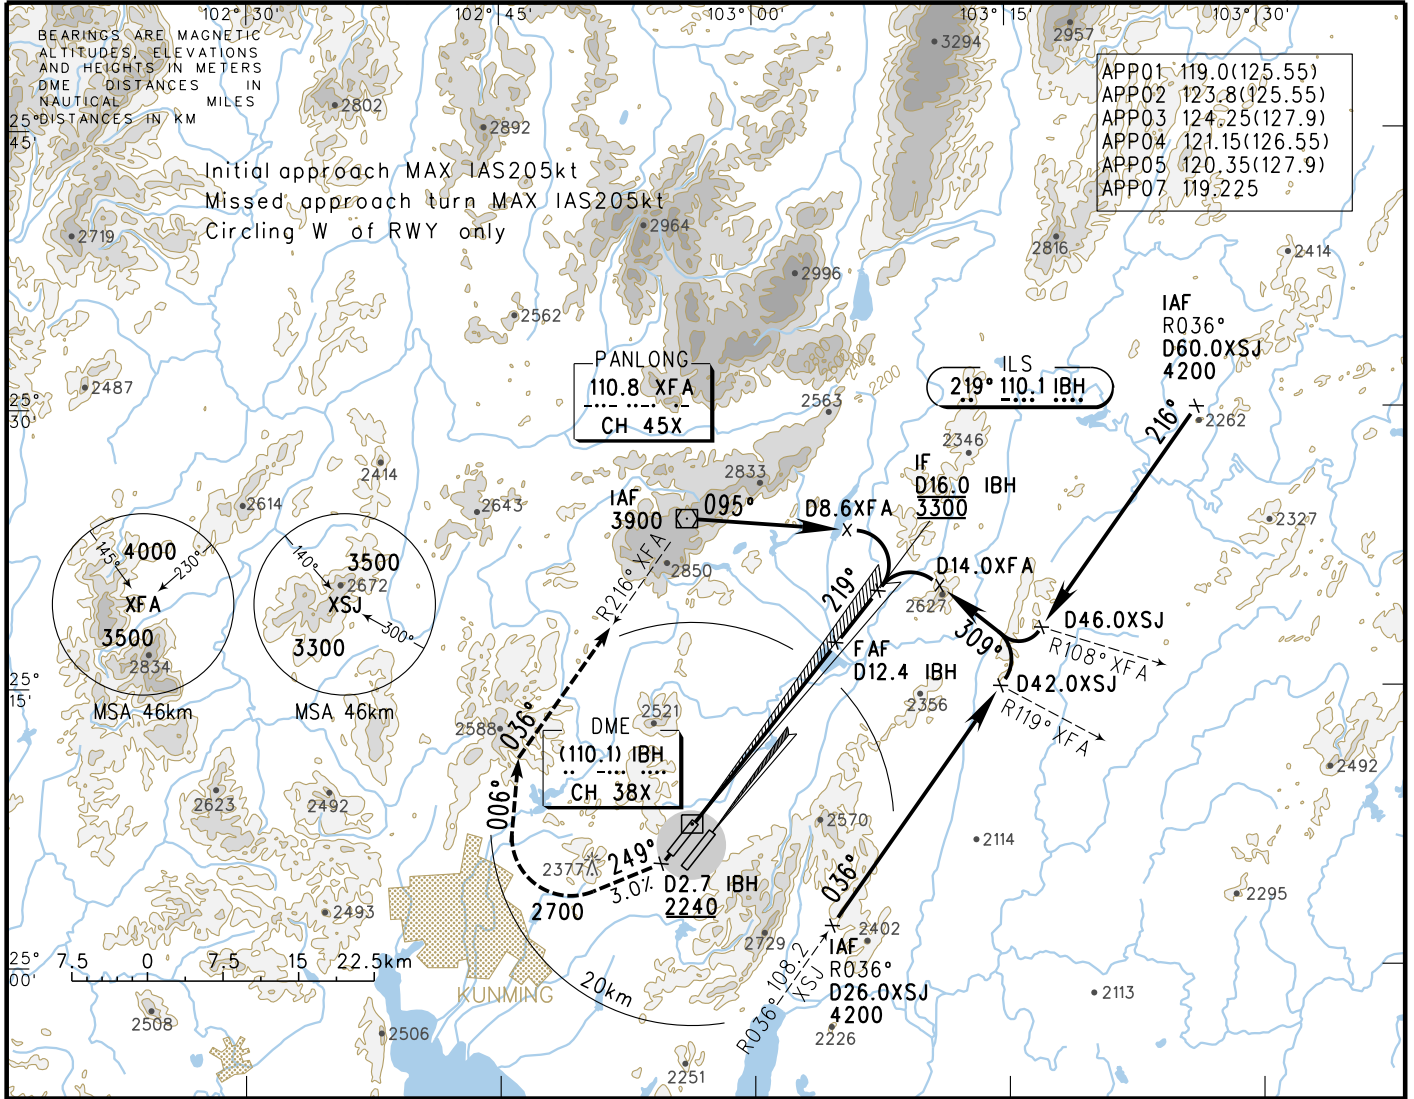 102°30'
102°45'
103°00'
103°15'
103°30'
BEARINGS ARE MAGNETIC
ALTITUDES, ELEVATIONS
AND HEIGHTS IN METERS
DME DISTANCES IN
NAUTICAL MILES
DISTANCES IN KM
25°
45'
Initial approach MAX IAS205kt
Missed approach turn MAX IAS205kt
Circling W of RWY only
APP01 119.0(125.55)
APP02 123.8(125.55)
APP03 124.25(127.9)
APP04 121.15(126.55)
APP05 120.35(127.9)
APP07 119.225
3294
2957
2802
2892
2719
2964
2816
2414
2996
2562
IAF
R036°
D60.0XSJ
4200
PANLONG
110.8 XFA
CH 45X
2800
2600
2400
2200
ILS
219° 110.1 IBH
2487
25°
30'
2563
216°
2262
2346
2414
2833
IF
D16.0 IBH
3300
2614
2643
IAF
3900
095°
D8.6XFA
2327
145°
4000
230°
XFA
3500
2834
MSA 46km
140°
3500
2672
XSJ
300°
3300
MSA 46km
R216° XFA
2850
219°
D14.0XFA
2627
309°
D46.0XSJ
R108° XFA
FAF
D12.4 IBH
D42.0XSJ
R119° XFA
25°
15'
2356
2588
036°
2521
DME
(110.1) IBH
CH 38X
2492
2623
2492
006°
2570
2114
2377
249°
3.0%
D2.7 IBH
2240
036°
2295
2493
2700
2729
2402
IAF
R036°
D26.0XSJ
4200
R036°-108.2
XSJ
25°
00'
7.5 0 7.5 15 22.5km
KUNMING
20km
2113
2508
2506
2226
2251